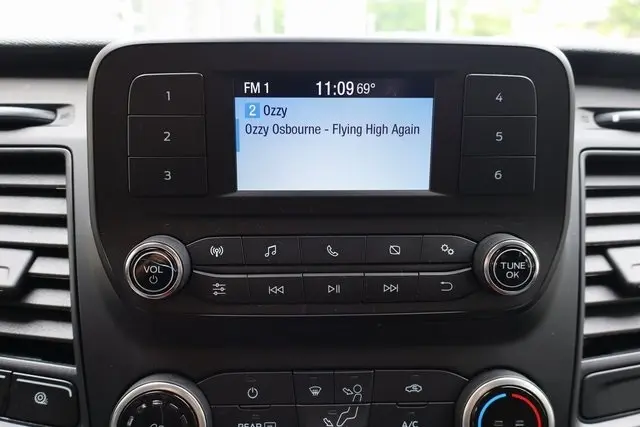 FM 1 11:09 69°
2 Ozzy
Ozzy Osbourne - Flying High Again
1
2
3
4
5
6
VOL
TUNE
OK
REAR
A/C